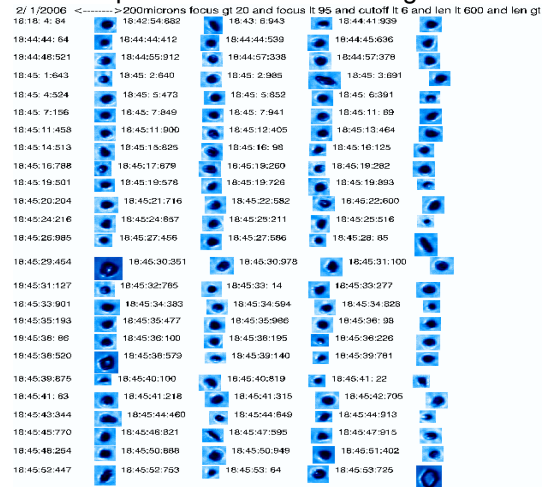 2/ 1/2006 <-------->200microns focus gt 20 and focus lt 95 and cutoff lt 6 and len lt 600 and len gt
18:18: 4: 84 18:42:54:682 18:43: 6:943 18:44:41:939
18:44:44: 64 18:44:44:412 18:44:44:539 18:44:45:636
18:44:46:521 18:44:55:912 18:44:57:338 18:44:57:378
18:45: 1:643 18:45: 2:640 18:45: 2:985 18:45: 3:691
18:45: 4:524 18:45: 5:473 18:45: 5:652 18:45: 6:391
18:45: 7:156 18:45: 7:849 18:45: 7:941 18:45:11: 69
18:45:11:458 18:45:11:900 18:45:12:405 18:45:13:464
18:45:14:513 18:45:15:825 18:45:16: 98 18:45:16:125
18:45:16:788 18:45:17:679 18:45:19:260 18:45:19:282
18:45:19:501 18:45:19:576 18:45:19:726 18:45:19:893
18:45:20:204 18:45:21:716 18:45:22:582 18:45:22:600
18:45:24:216 18:45:24:857 18:45:25:211 18:45:25:516
18:45:26:985 18:45:27:456 18:45:27:586 18:45:28: 85
18:45:29:454 18:45:30:351 18:45:30:978 18:45:31:100
18:45:31:127 18:45:32:785 18:45:33: 14 18:45:33:277
18:45:33:901 18:45:34:383 18:45:34:594 18:45:34:828
18:45:35:193 18:45:35:477 18:45:35:986 18:45:36: 98
18:45:38: 86 18:45:36:100 18:45:38:195 18:45:36:226
18:45:38:520 18:45:38:579 18:45:39:140 18:45:39:781
18:45:39:875 18:45:40:100 18:45:40:819 18:45:41: 22
18:45:41: 63 18:45:41:218 18:45:41:315 18:45:42:705
18:45:43:344 18:45:44:460 18:45:44:649 18:45:44:913
18:45:45:770 18:45:46:821 18:45:47:595 18:45:47:915
18:45:48:254 18:45:50:888 18:45:50:949 18:45:51:402
18:45:52:447 18:45:52:753 18:45:53: 64 18:45:53:725